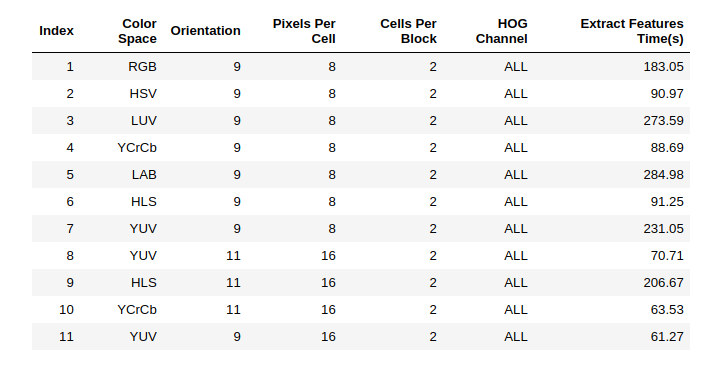 Index Color Space Orientation Pixels Per Cell Cells Per Block HOG Channel Extract Features Time(s)
1 RGB 9 8 2 ALL 183.05
2 HSV 9 8 2 ALL 90.97
3 LUV 9 8 2 ALL 273.59
4 YCrCb 9 8 2 ALL 88.69
5 LAB 9 8 2 ALL 284.98
6 HLS 9 8 2 ALL 91.25
7 YUV 9 8 2 ALL 231.05
8 YUV 11 16 2 ALL 70.71
9 HLS 11 16 2 ALL 206.67
10 YCrCb 11 16 2 ALL 63.53
11 YUV 9 16 2 ALL 61.27